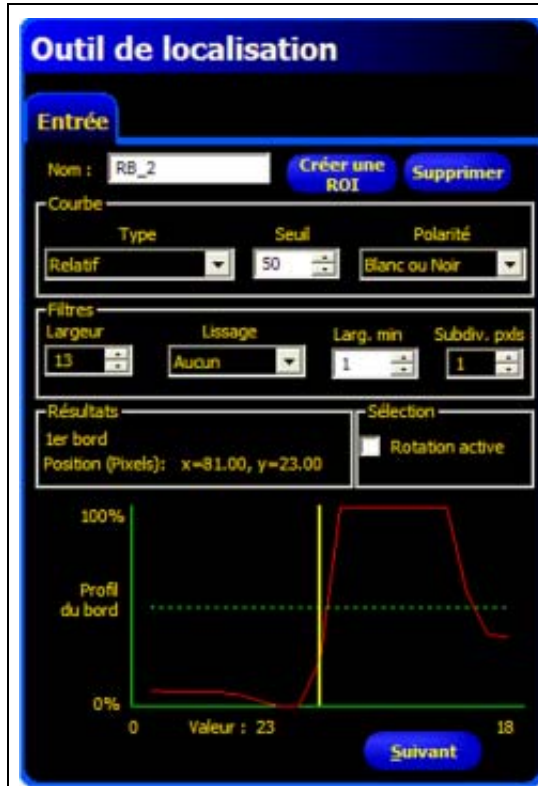 Outil de localisation
Entrée
Nom : RB_2 Créer une ROI Supprimer
Courbe
Type Seuil Polarité
Relatif 50 Blanc ou Noir
Filtres
Largeur Lissage Larg. min Subdiv. pxls
13 Aucun 1 1
Résultats
1er bord
Position (Pixels): x=81.00, y=23.00
Sélection
Rotation active
100%
Profil du bord
0%
0 Valeur : 23 18
Suivant